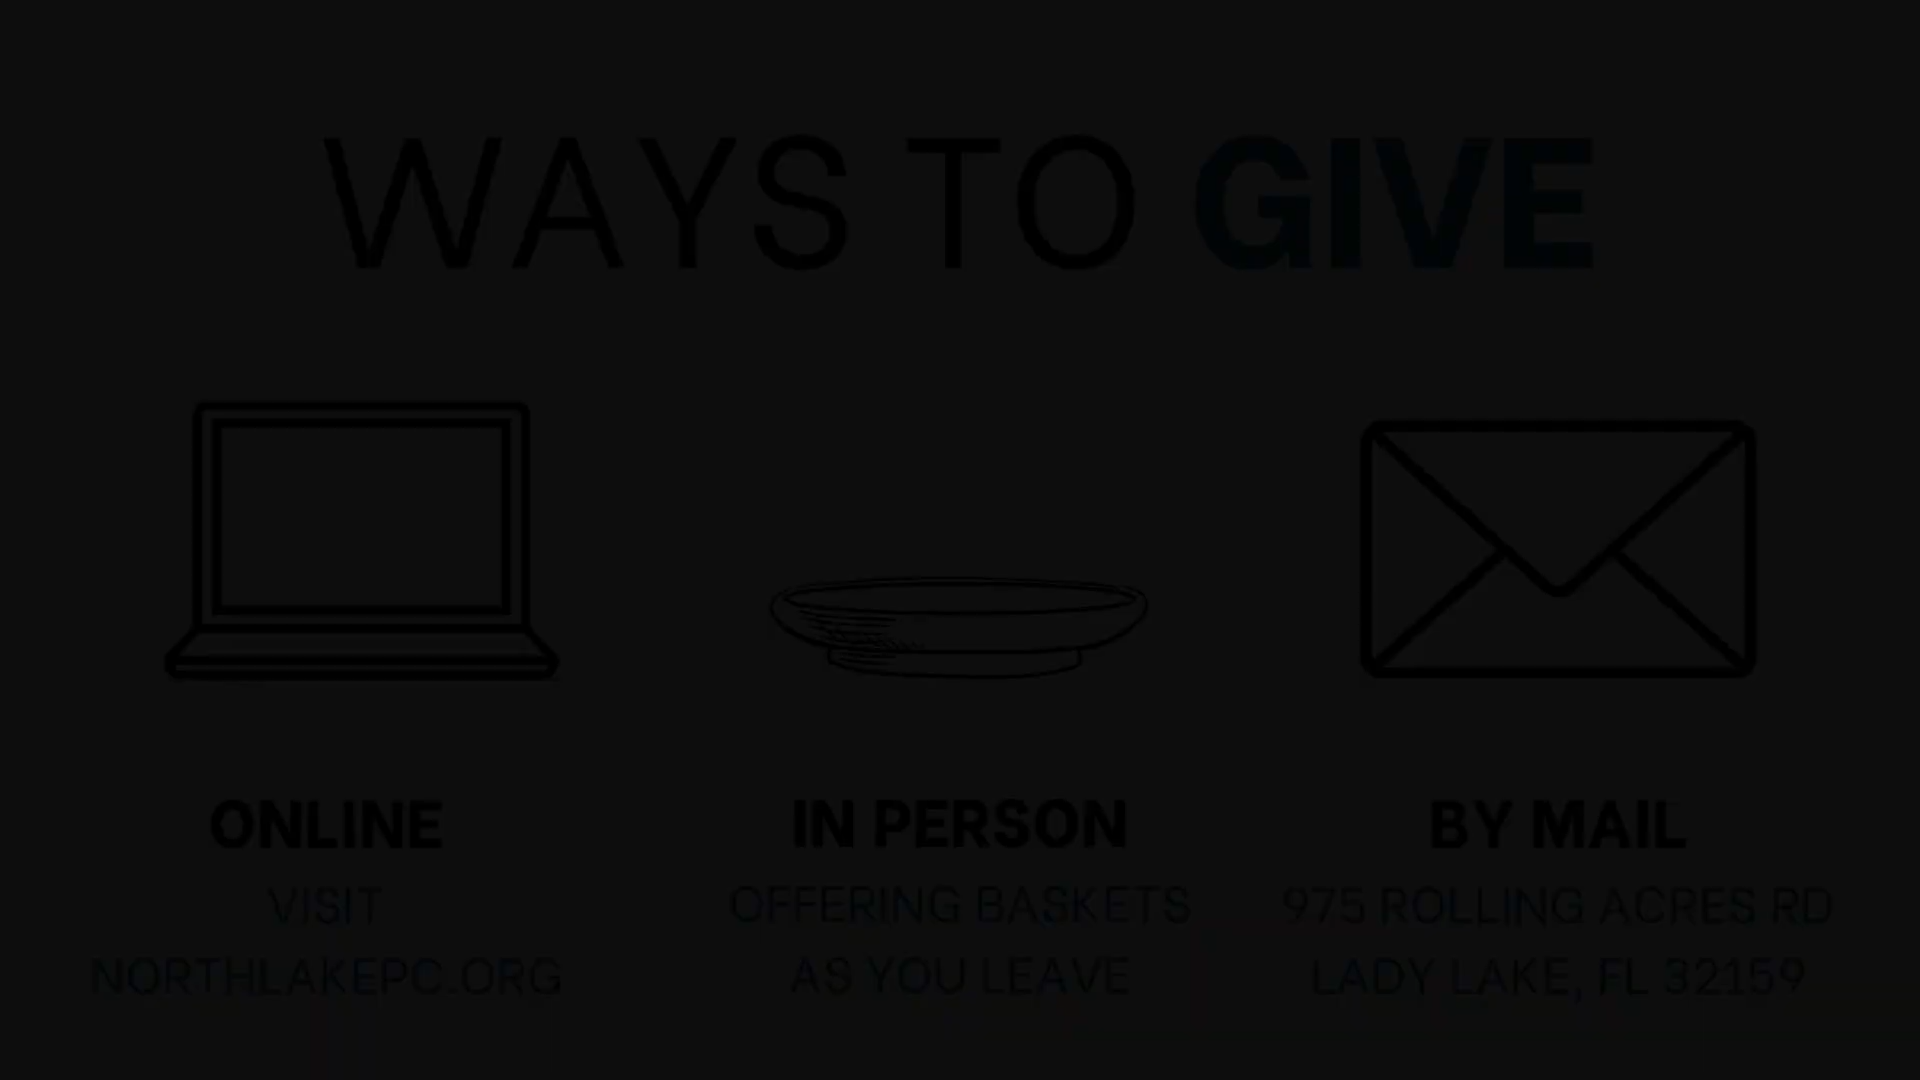 WAYS TO GIVE
ONLINE
VISIT
NORTHLAKEPC.ORG
IN PERSON
OFFERING BASKETS
AS YOU LEAVE
BY MAIL
975 ROLLING ACRES RD
LADY LAKE, FL 32159